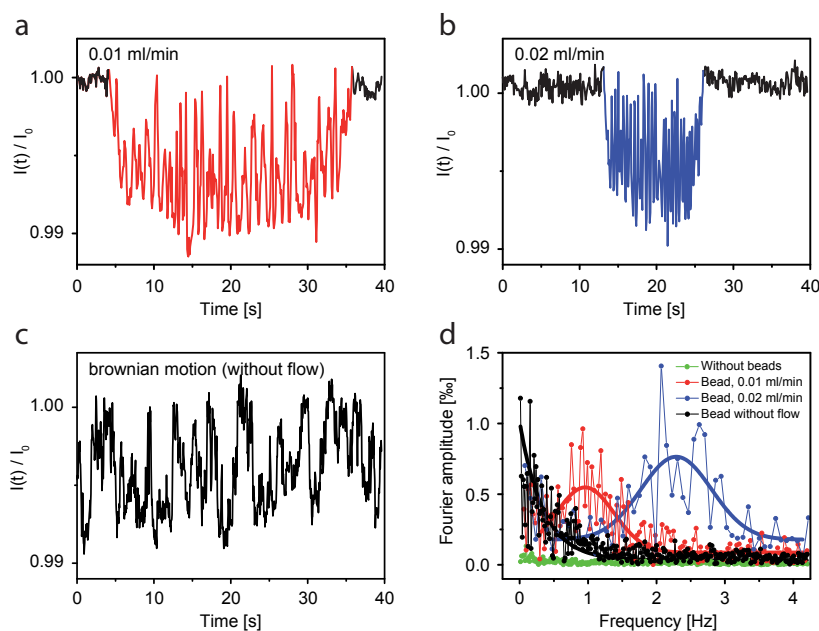 a
0.01 ml/min
1.00
0.99
I(t) / I0
0 10 20 30 40
Time [s]
b
0.02 ml/min
1.00
0.99
I(t) / I0
0 10 20 30 40
Time [s]
c
brownian motion (without flow)
1.00
0.99
I(t) / I0
0 10 20 30 40
Time [s]
d
Without beads
Bead, 0.01 ml/min
Bead, 0.02 ml/min
Bead without flow
1.5
1.0
0.5
0.0
Fourier amplitude [‰]
0 1 2 3 4
Frequency [Hz]